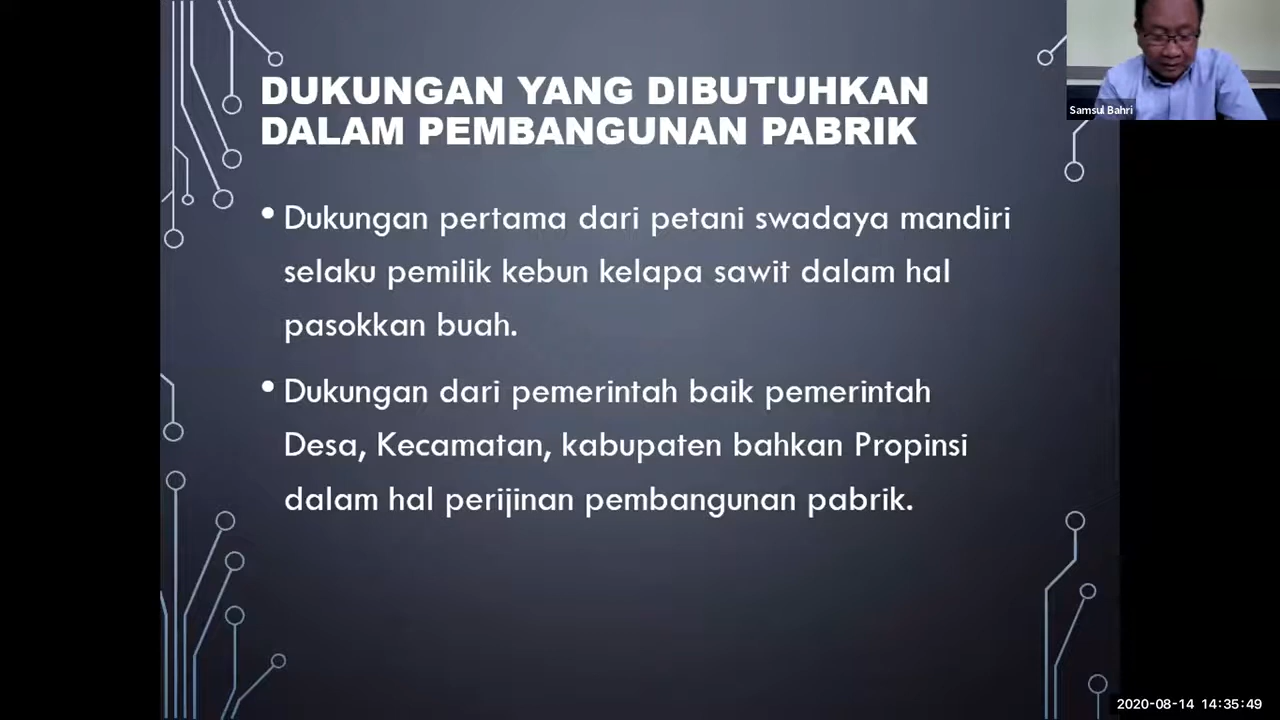 DUKUNGAN YANG DIBUTUHKAN
DALAM PEMBANGUNAN PABRIK
• Dukungan pertama dari petani swadaya mandiri
selaku pemilik kebun kelapa sawit dalam hal
pasokkan buah.
• Dukungan dari pemerintah baik pemerintah
Desa, Kecamatan, kabupaten bahkan Propinsi
dalam hal perijinan pembangunan pabrik.
Samsul Bahri
2020-08-14 14:35:49